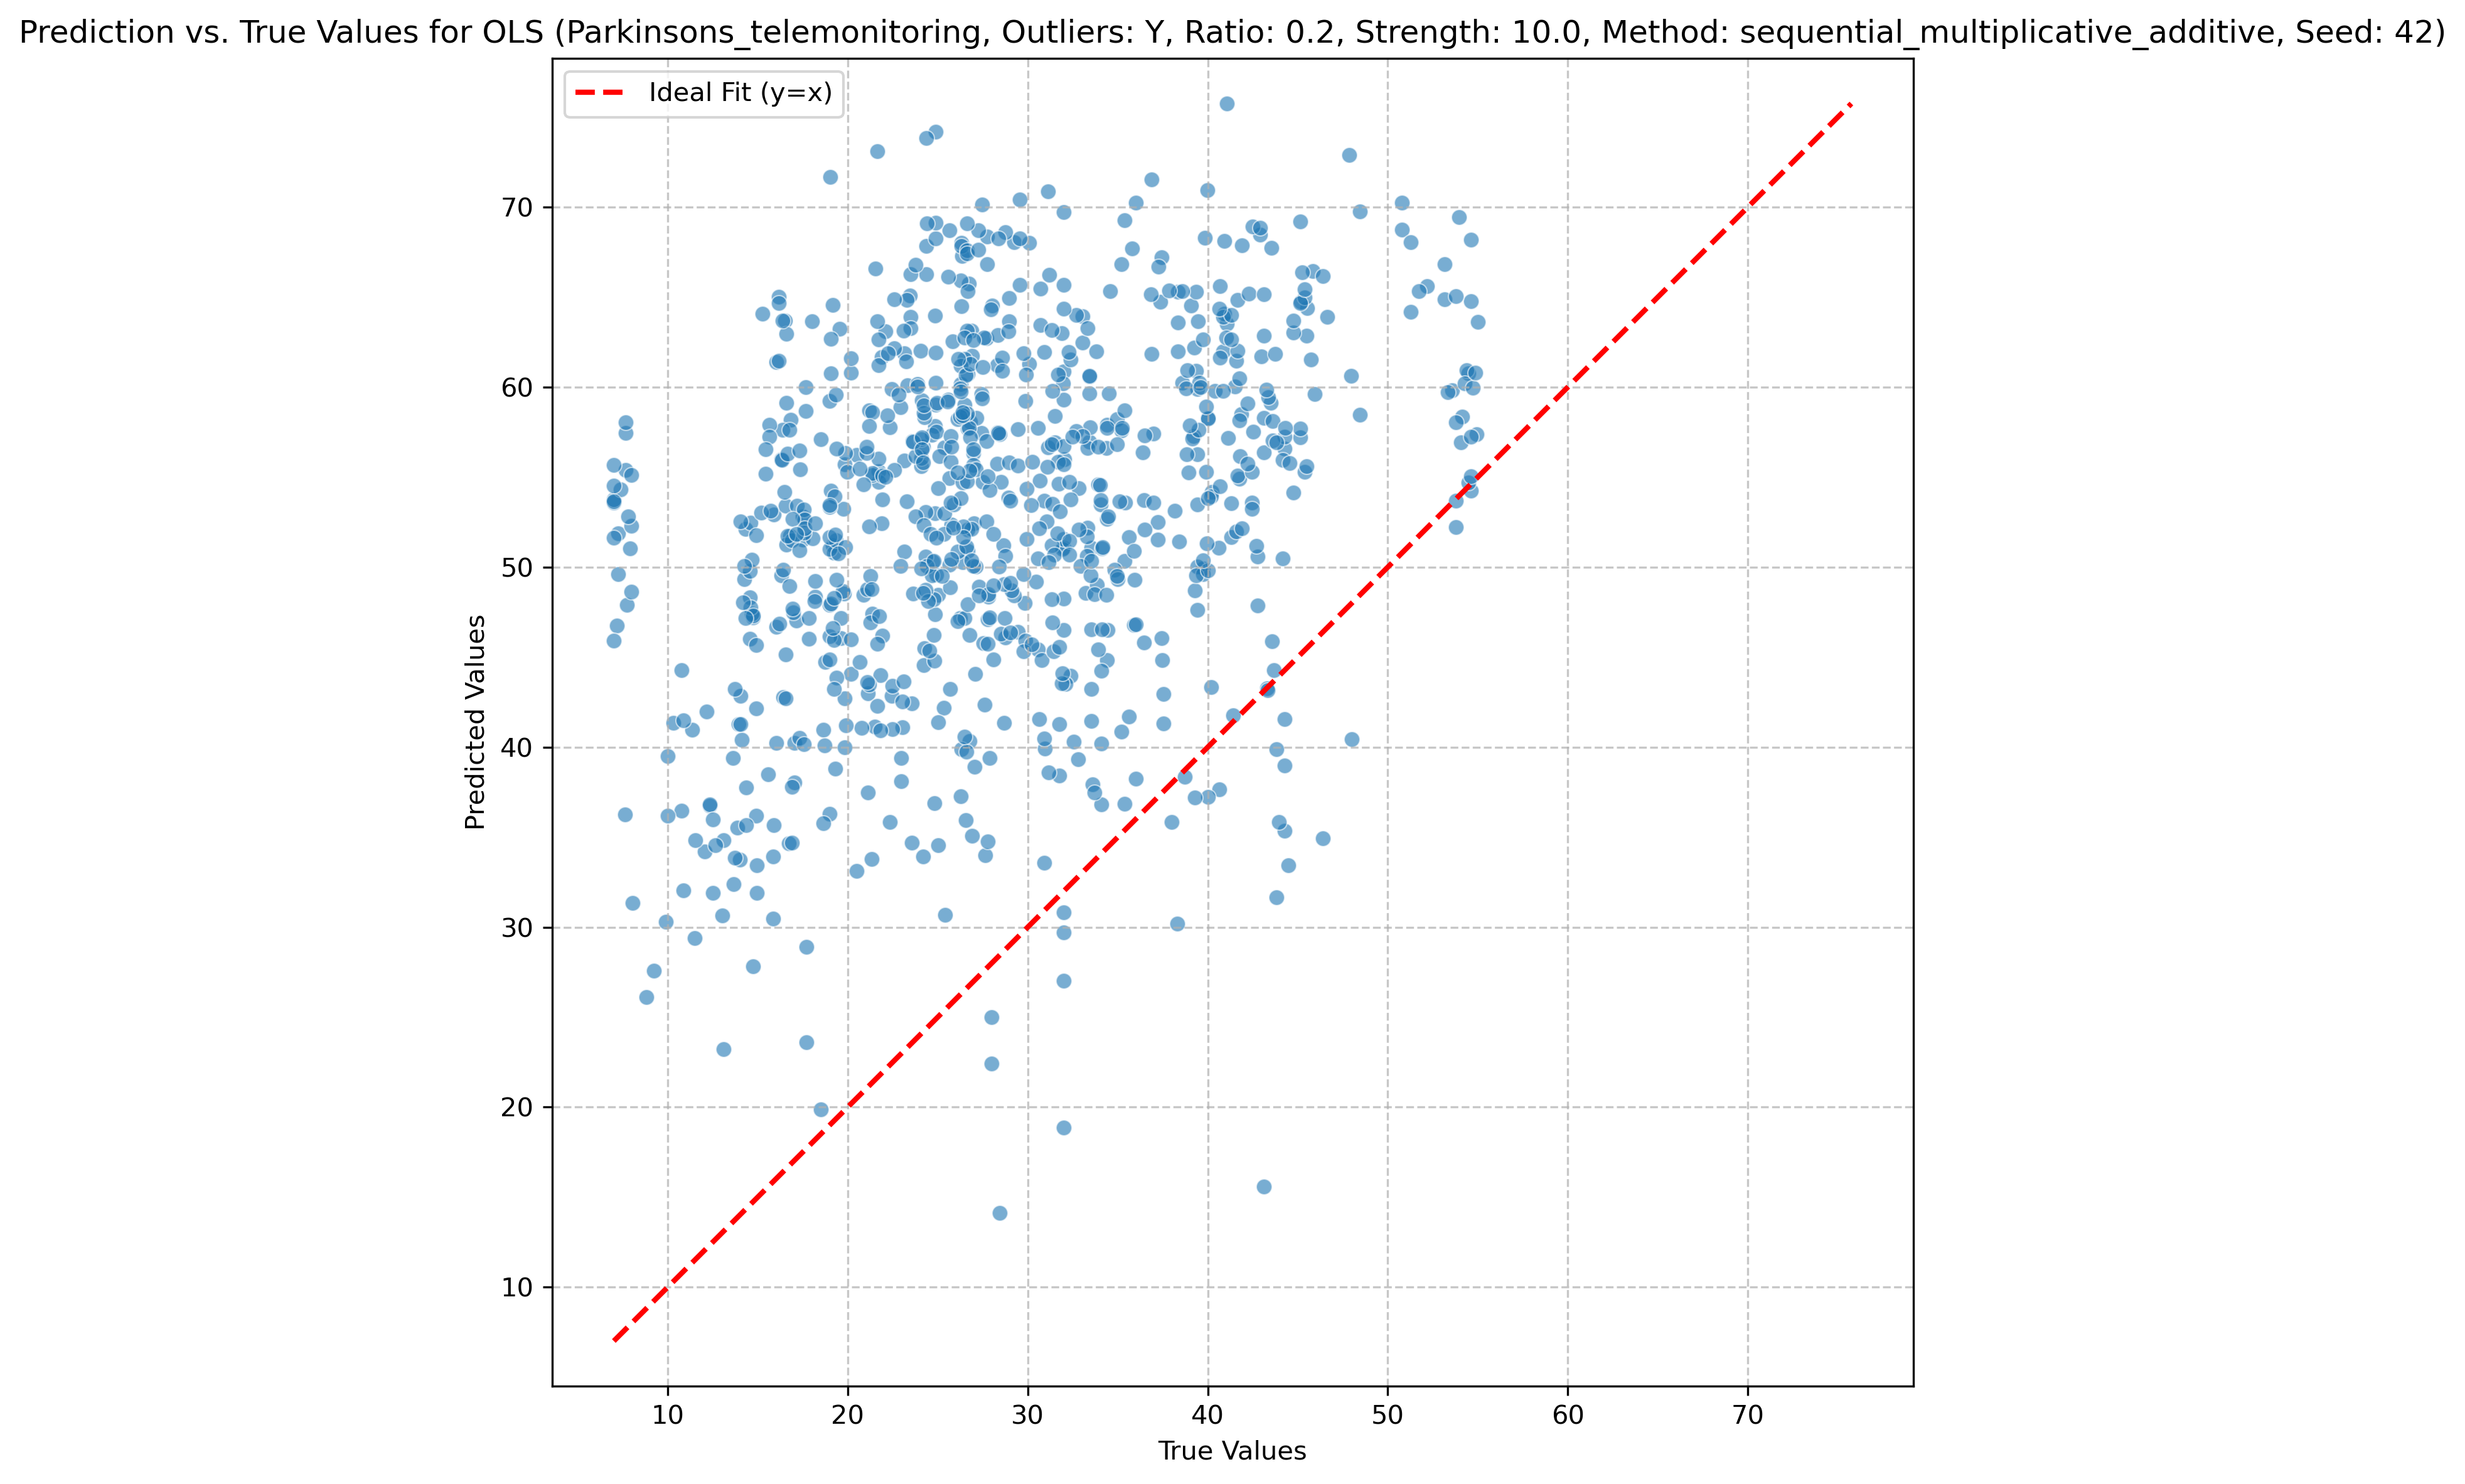 Prediction vs. True Values for OLS (Parkinsons_telemonitoring, Outliers: Y, Ratio: 0.2, Strength: 10.0, Method: sequential_multiplicative_additive, Seed: 42)
Ideal Fit (y=x)
Predicted Values
70
60
50
40
30
20
10
10 20 30 40 50 60 70
True Values